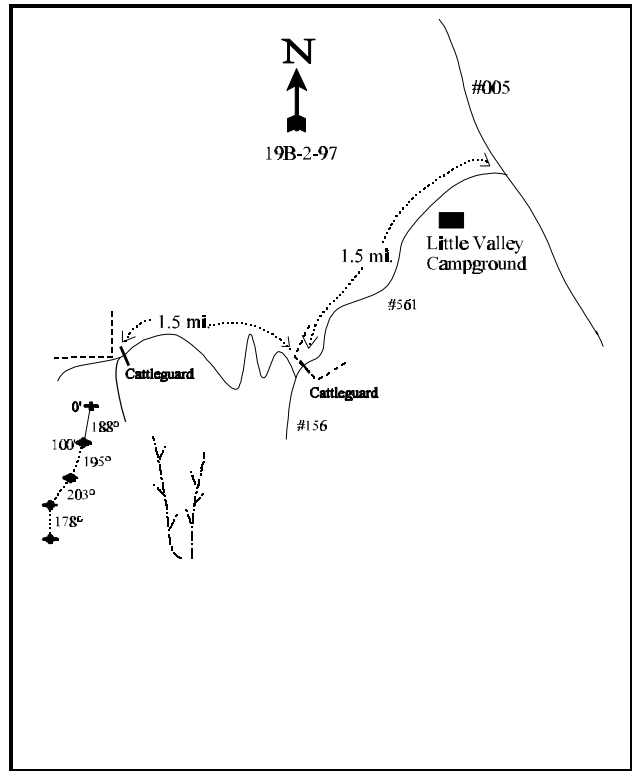 N
#005
19B-2-97
1.5 mi.
Little Valley
Campground
#561
1.5 mi.
Cattleguard
Cattleguard
#156
0'
188°
100'
195°
203°
178°